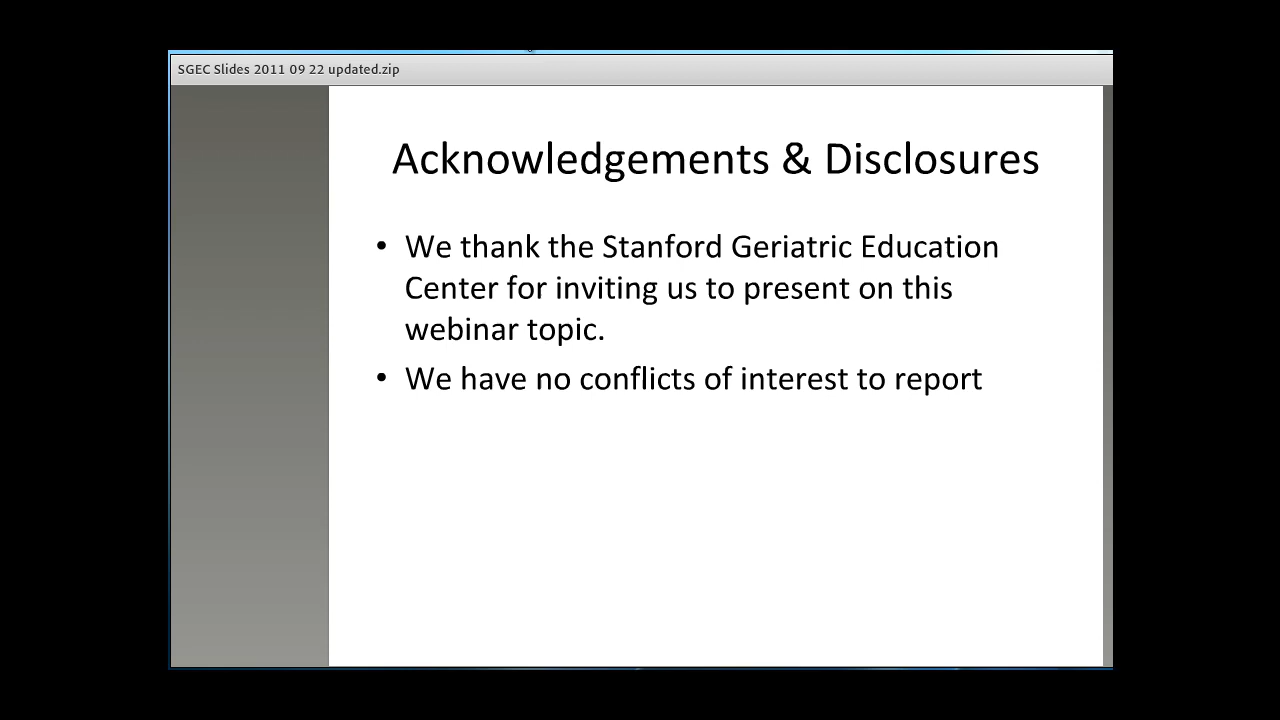 SGEC Slides 2011 09 22 updated.zip
Acknowledgements & Disclosures
• We thank the Stanford Geriatric Education
Center for inviting us to present on this
webinar topic.
• We have no conflicts of interest to report